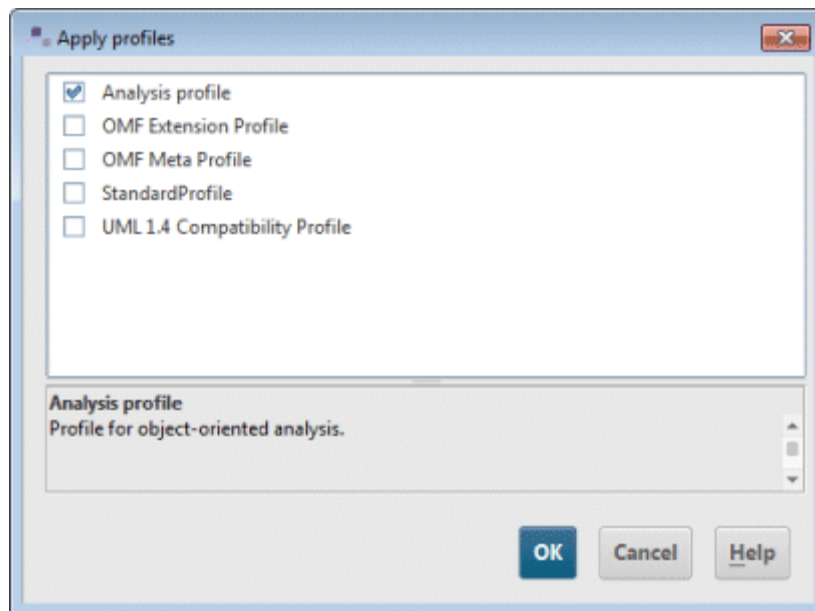 Apply profiles
Analysis profile
OMF Extension Profile
OMF Meta Profile
StandardProfile
UML 1.4 Compatibility Profile
Analysis profile
Profile for object-oriented analysis.
OK Cancel Help